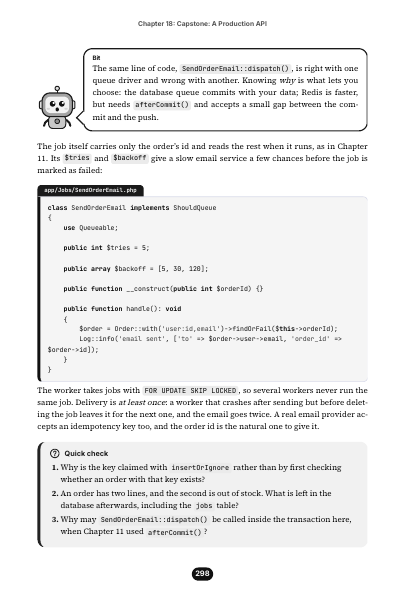 Chapter 18: Capstone: A Production API
Bit
The same line of code, SendOrderEmail::dispatch(), is right with one
queue driver and wrong with another. Knowing why is what lets you
choose: the database queue commits with your data; Redis is faster,
but needs afterCommit() and accepts a small gap between the com-
mit and the push.
The job itself carries only the order's id and reads the rest when it runs, as in Chapter
11. Its $tries and $backoff give a slow email service a few chances before the job is
marked as failed:
app/Jobs/SendOrderEmail.php
class SendOrderEmail implements ShouldQueue
{
use Queueable;
public int $tries = 5;
public array $backoff = [5, 30, 120];
public function __construct(public int $orderId) {}
public function handle(): void
{
$order = Order::with('user:id,email')->findOrFail($this->orderId);
Log::info('email sent', ['to' => $order->user->email, 'order_id' =>
$order->id]);
}
}
The worker takes jobs with FOR UPDATE SKIP LOCKED, so several workers never run the
same job. Delivery is at least once: a worker that crashes after sending but before delet-
ing the job leaves it for the next one, and the email goes twice. A real email provider ac-
cepts an idempotency key too, and the order id is the natural one to give it.
? Quick check
1. Why is the key claimed with insertOrIgnore rather than by first checking
whether an order with that key exists?
2. An order has two lines, and the second is out of stock. What is left in the
database afterwards, including the jobs table?
3. Why may SendOrderEmail::dispatch() be called inside the transaction here,
when Chapter 11 used afterCommit()?
298